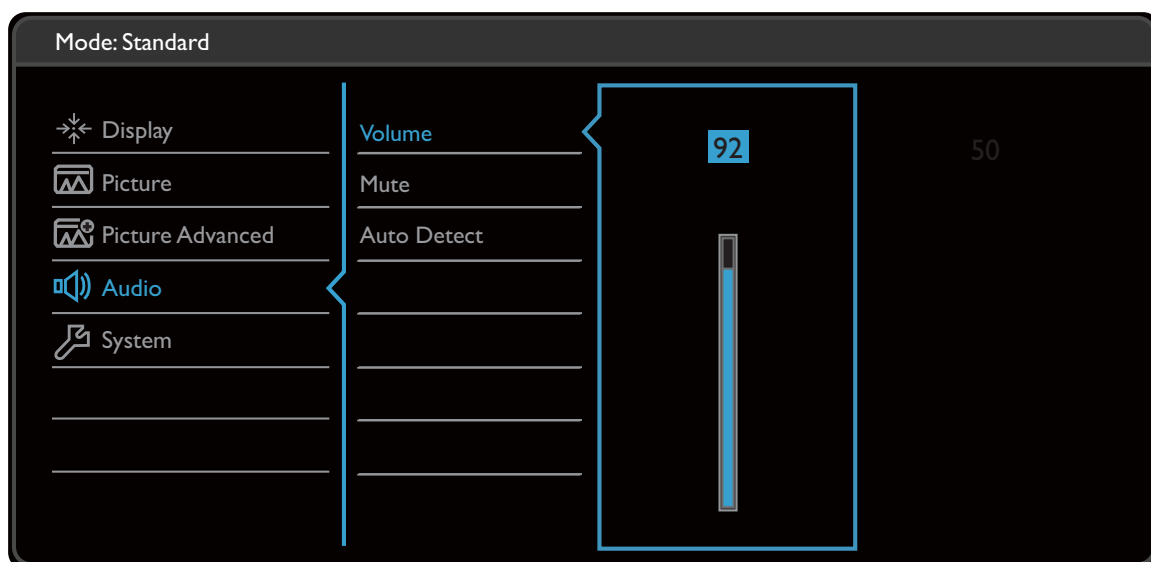 Mode: Standard
Display
Picture
Picture Advanced
Audio
System
Volume
Mute
Auto Detect
92
50